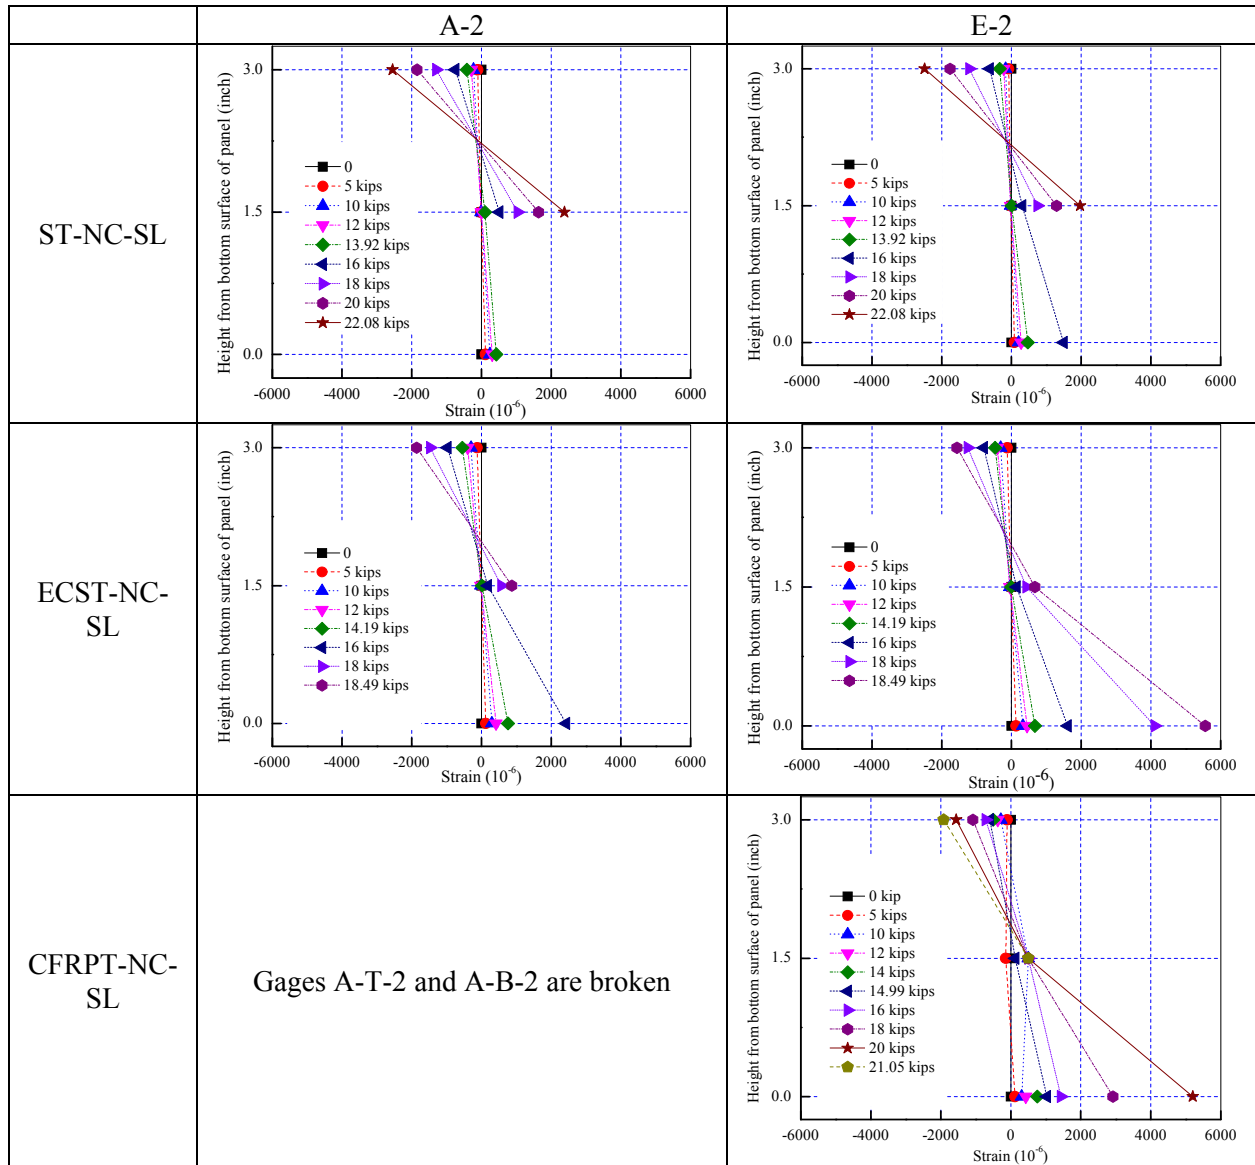 A-2
E-2
ST-NC-SL
Height from bottom surface of panel (inch)
3.0
1.5
0.0
0
5 kips
10 kips
12 kips
13.92 kips
16 kips
18 kips
20 kips
22.08 kips
-6000 -4000 -2000 0 2000 4000 6000
Strain (10-6)
Height from bottom surface of panel (inch)
3.0
1.5
0.0
0
5 kips
10 kips
12 kips
13.92 kips
16 kips
18 kips
20 kips
22.08 kips
6000 -4000 -2000 0 2000 4000 6000
Strain (10-6)
ECST-NC-
SL
Height from bottom surface of panel (inch)
3.0
1.5
0.0
0
5 kips
10 kips
12 kips
14.19 kips
16 kips
18 kips
18.49 kips
-6000 -4000 -2000 0 2000 4000 6000
Strain (10-6)
Height from bottom surface of panel (inch)
3.0
1.5
0.0
0
5 kips
10 kips
12 kips
14.19 kips
16 kips
18 kips
18.49 kips
-6000 -4000 -2000 0 2000 4000 6000
Strain (10-6)
CFRPT-NC-
SL
Gages A-T-2 and A-B-2 are broken
Height from bottom surface of panel (inch)
3.0
1.5
0.0
0 kip
5 kips
10 kips
12 kips
14 kips
14.99 kips
16 kips
18 kips
20 kips
21.05 kips
-6000 -4000 -2000 0 2000 4000 6000
Strain (10-6)